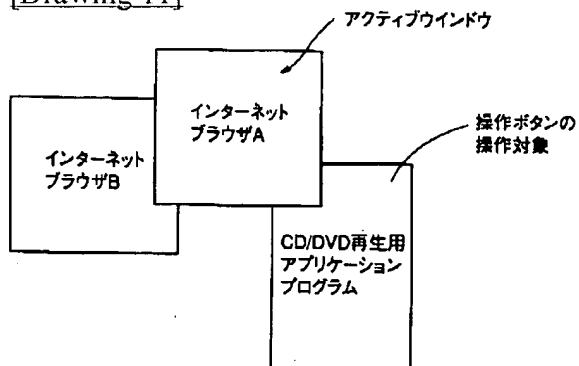 [Drawing 11]
アクティブウインドウ
インターネット
ブラウザA
インターネット
ブラウザB
操作ボタンの
操作対象
CD/DVD再生用
アプリケーション
プログラム